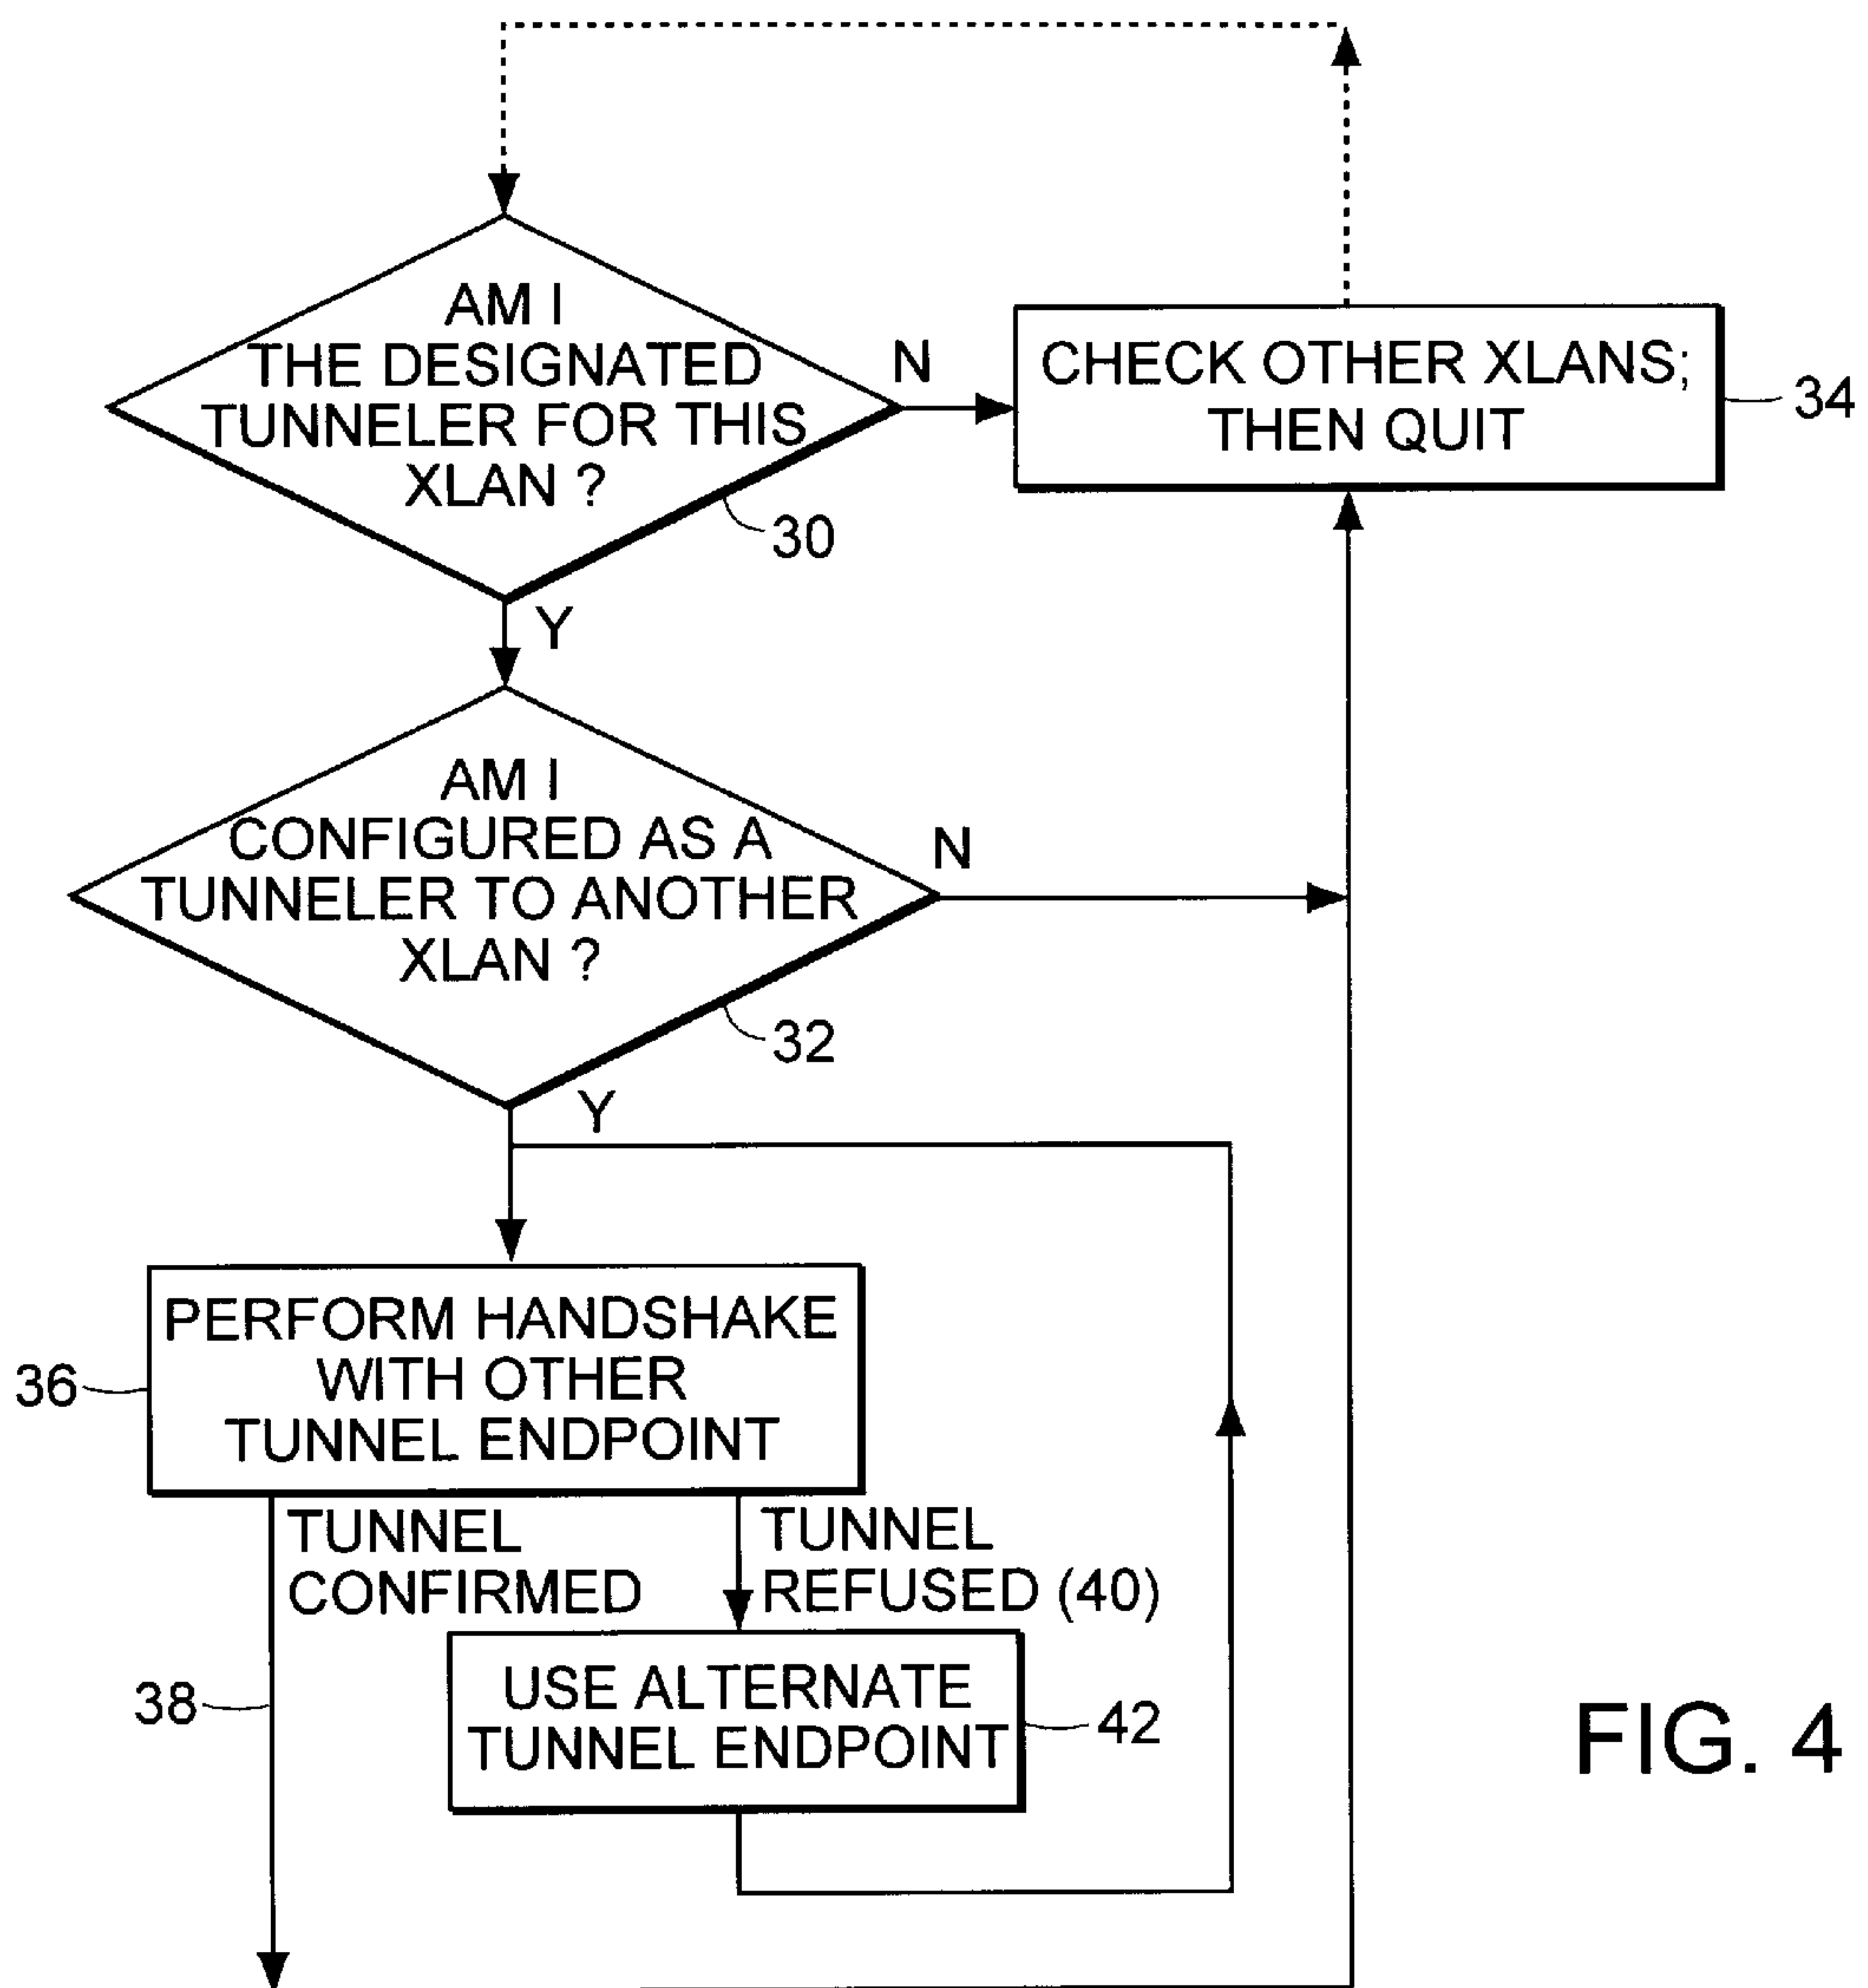 AM I
THE DESIGNATED
TUNNELER FOR THIS
XLAN ?
30
N
CHECK OTHER XLANS;
THEN QUIT
34
Y
AM I
CONFIGURED AS A
TUNNELER TO ANOTHER
XLAN ?
32
N
Y
PERFORM HANDSHAKE
WITH OTHER
TUNNEL ENDPOINT
36
TUNNEL
CONFIRMED
38
TUNNEL
REFUSED (40)
USE ALTERNATE
TUNNEL ENDPOINT
42
FIG. 4